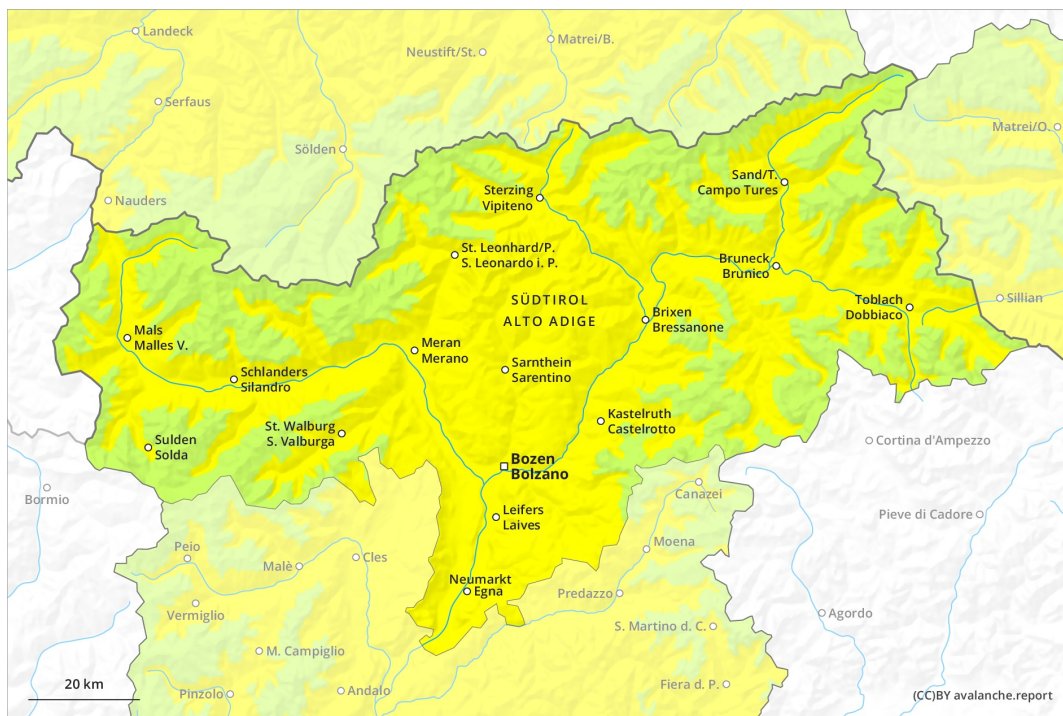 Landeck
Matrei/B.
Neustift/St.
Serfaus
Matrei/O.
Sölden
Sand/T.
Campo Tures
Sterzing
Vipiteno
Nauders
St. Leonhard/P.
S. Leonardo i. P.
Bruneck
Brunico
SÜDTIROL
ALTO ADIGE
Toblach
Dobbiaco
Sillian
Brixen
Bressanone
Mals
Malles V.
Meran
Merano
Sarnthein
Sarentino
Schlanders
Silandro
Kastelruth
Castelrotto
St. Walburg
S. Valburga
Sulden
Solda
Cortina d'Ampezzo
Bozen
Bolzano
Bormio
Canazei
Leifers
Laives
Pieve di Cadore
Moena
Peio
Cles
Malè
Neumarkt
Egna
Predazzo
Vermiglio
Agordo
S. Martino d. C.
M. Campiglio
20 km
Pinzolo
Andalo
Fiera d. P.
(CC)BY avalanche.report